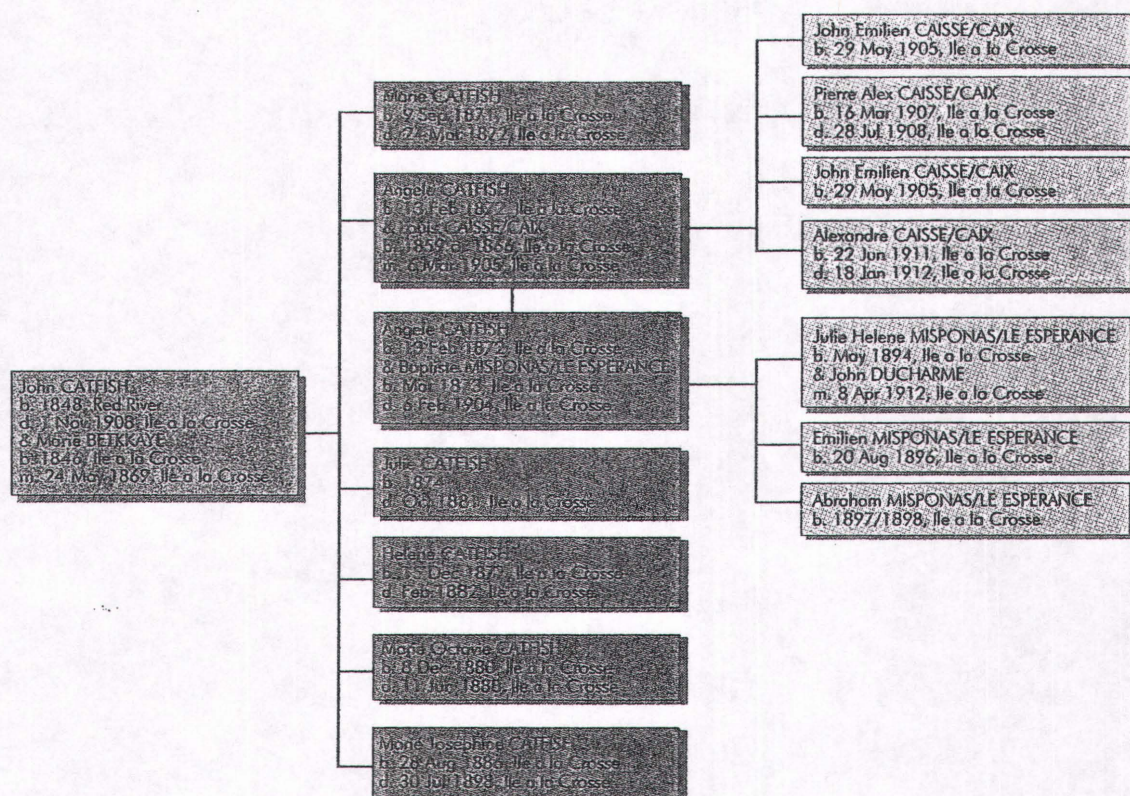 John CATFISH
b. 1848, Red River
d. 1 Nov 1908, Ile a la Crosse
& Marie BETKKAYE
b. 1846, Ile a la Crosse
m. 24 May 1869, Ile a la Crosse
Marie CATFISH
b. 9 Sep 1871, Ile a la Crosse
d. 24 Mar 1822, Ile a la Crosse
Angele CATFISH
b. 13 Feb 1872, Ile a la Crosse
& Louis CAISSE/CAIX
b. 1859 or 1866, Ile a la Crosse
m. 6 Mar 1905, Ile a la Crosse
John Emilien CAISSE/CAIX
b. 29 May 1905, Ile a la Crosse
Pierre Alex CAISSE/CAIX
b. 16 Mar 1907, Ile a la Crosse
d. 28 Jul 1908, Ile a la Crosse
John Emilien CAISSE/CAIX
b. 29 May 1905, Ile a la Crosse
Alexandre CAISSE/CAIX
b. 22 Jun 1911, Ile a la Crosse
d. 18 Jan 1912, Ile a la Crosse
Angele CATFISH
b. 13 Feb 1872, Ile a la Crosse
& Baptiste MISPONAS/LE ESPERANCE
b. Mar 1873, Ile a la Crosse
d. 6 Feb 1904, Ile a la Crosse
Julie Helene MISPONAS/LE ESPERANCE
b. May 1894, Ile a la Crosse
& John DUCHARME
m. 8 Apr 1912, Ile a la Crosse
Emilien MISPONAS/LE ESPERANCE
b. 20 Aug 1896, Ile a la Crosse
Abraham MISPONAS/LE ESPERANCE
b. 1897/1898, Ile a la Crosse
Julie CATFISH
b. 1874
d. Oct 1881, Ile a la Crosse
Helene CATFISH
b. 15 Dec 1877, Ile a la Crosse
d. Feb 1882, Ile a la Crosse
Marie Octavie CATFISH
b. 8 Dec 1880, Ile a la Crosse
d. 11 Jun 1888, Ile a la Crosse
Marie Josephine CATFISH
b. 28 Aug 1886, Ile a la Crosse
d. 30 Jul 1898, Ile a la Crosse